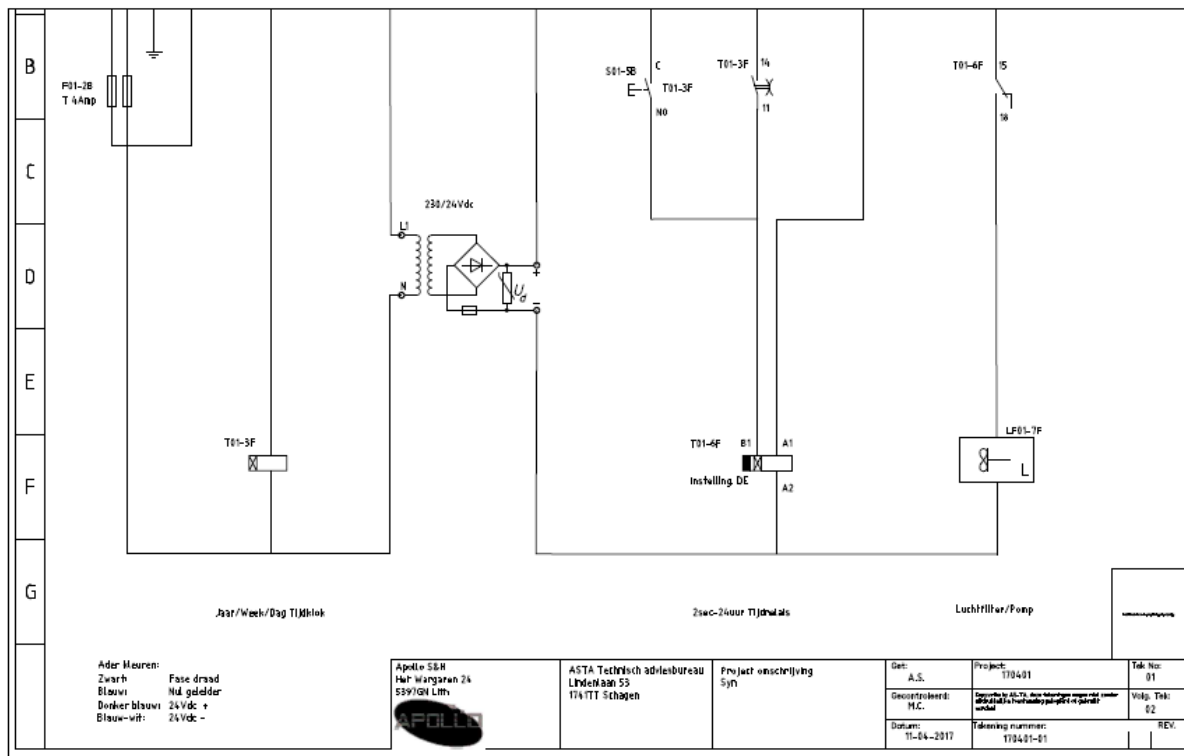 B
C
D
E
F
G
F01-2B
T 4Amp
S01-5B
C
T01-3F
NO
T01-3F
14
11
T01-6F
15
18
230/24Vdc
L1
N
+
-
U
d
T01-3F
T01-6F
B1
A1
Instelling DE
A2
LF01-7F
L
Jaar/Week/Dag Tijdklok
2sec-24uur Tijdrelais
Luchtfilter/Pomp
Ader kleuren:
Zwart: Fase draad
Blauw: Nul geleider
Donker blauw: 24Vdc +
Blauw-wit: 24Vdc -
Apollo S&H
Het Wargaren 24
5397GN Lith
APOLLO
ASTA Technisch adviesbureau
Lindenlaan 53
1741TT Schagen
Project omschrijving
Syn
Get:
A.S.
Gecontroleerd:
M.C.
Datum:
11-04-2017
Project:
170401
Tekening nummer:
170401-01
Tek No:
01
Volg. Tek:
02
REV.